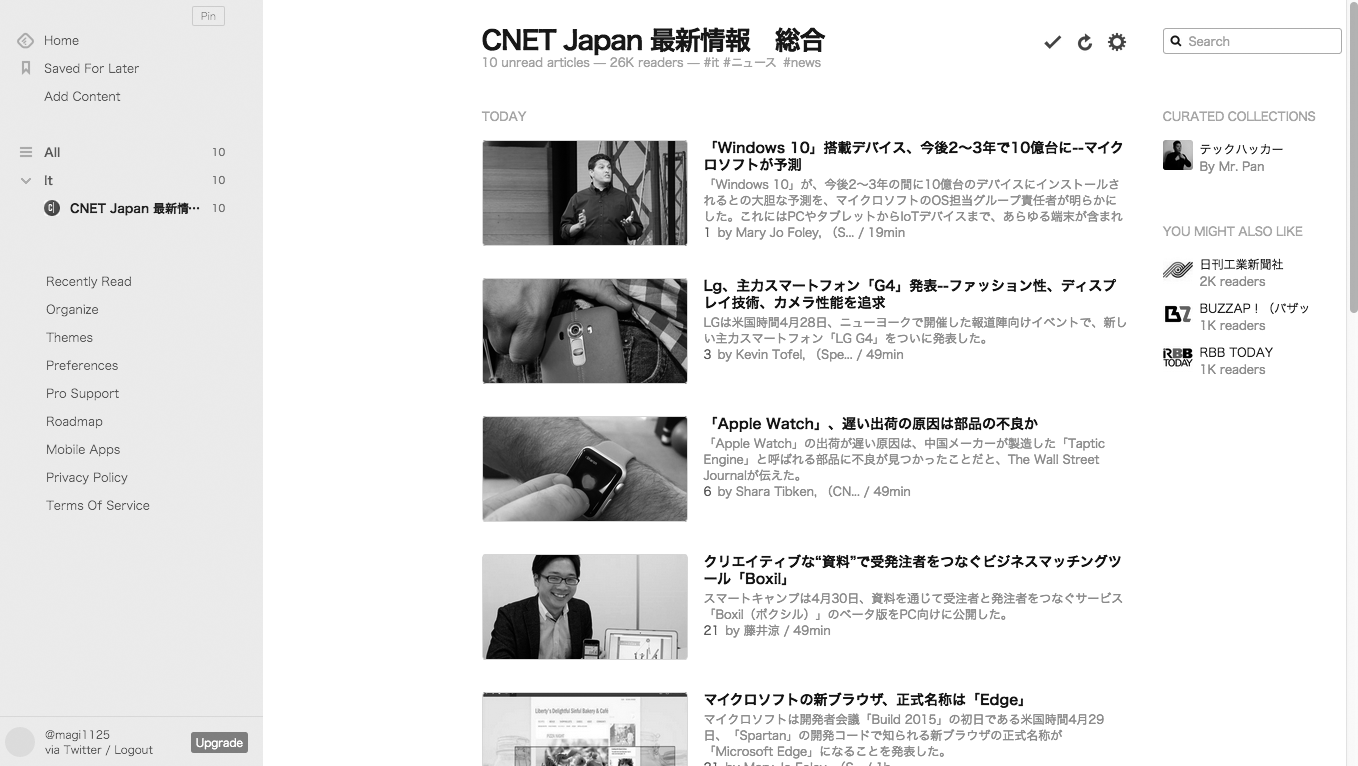 Pin
Home
Saved For Later
Add Content
All 10
It 10
CNET Japan 最新情… 10
Recently Read
Organize
Themes
Preferences
Pro Support
Roadmap
Mobile Apps
Privacy Policy
Terms Of Service
@magi1125
via Twitter / Logout
Upgrade
CNET Japan 最新情報　総合
10 unread articles — 26K readers — #it #ニュース #news
TODAY
「Windows 10」搭載デバイス、今後2〜3年で10億台に--マイク
ロソフトが予測
「Windows 10」が、今後2〜3年の間に10億台のデバイスにインストールさ
れるとの大胆な予測を、マイクロソフトのOS担当グループ責任者が明らかに
した。これにはPCやタブレットからIoTデバイスまで、あらゆる端末が含まれ
1 by Mary Jo Foley, （S... / 19min
Lg、主力スマートフォン「G4」発表--ファッション性、ディスプ
レイ技術、カメラ性能を追求
LGは米国時間4月28日、ニューヨークで開催した報道陣向けイベントで、新し
い主力スマートフォン「LG G4」をついに発表した。
3 by Kevin Tofel, （Spe... / 49min
「Apple Watch」、遅い出荷の原因は部品の不良か
「Apple Watch」の出荷が遅い原因は、中国メーカーが製造した「Taptic
Engine」と呼ばれる部品に不良が見つかったことだと、The Wall Street
Journalが伝えた。
6 by Shara Tibken, （CN... / 49min
クリエイティブな“資料”で受発注者をつなぐビジネスマッチングツ
ール「Boxil」
スマートキャンプは4月30日、資料を通じて受注者と発注者をつなぐサービス
「Boxil（ボクシル）」のベータ版をPC向けに公開した。
21 by 藤井涼 / 49min
Liberty's Delightful Sinful Bakery & Café
マイクロソフトの新ブラウザ、正式名称は「Edge」
マイクロソフトは開発者会議「Build 2015」の初日である米国時間4月29
日、「Spartan」の開発コードで知られる新ブラウザの正式名称が
「Microsoft Edge」になることを発表した。
21 by Mary Jo Foley, （S... / 1h
Search
CURATED COLLECTIONS
テックハッカー
By Mr. Pan
YOU MIGHT ALSO LIKE
日刊工業新聞社
2K readers
BUZZAP！（バザッ
1K readers
RBB TODAY
RBB TODAY
1K readers